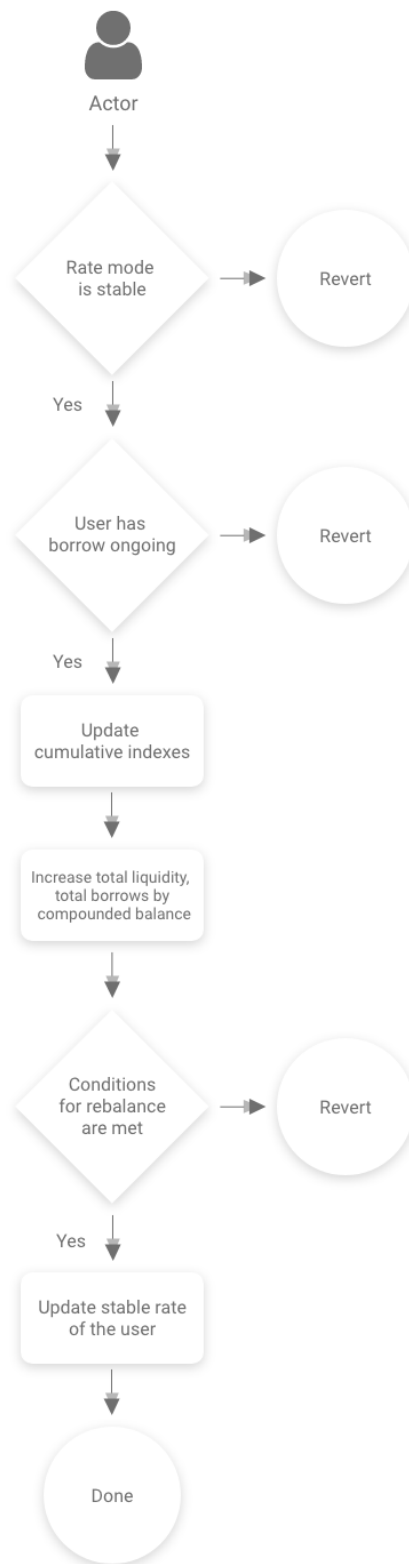 Actor
Rate mode
is stable
Revert
Yes
User has
borrow ongoing
Revert
Yes
Update
cumulative indexes
Increase total liquidity,
total borrows by
compounded balance
Conditions
for rebalance
are met
Revert
Yes
Update stable rate
of the user
Done